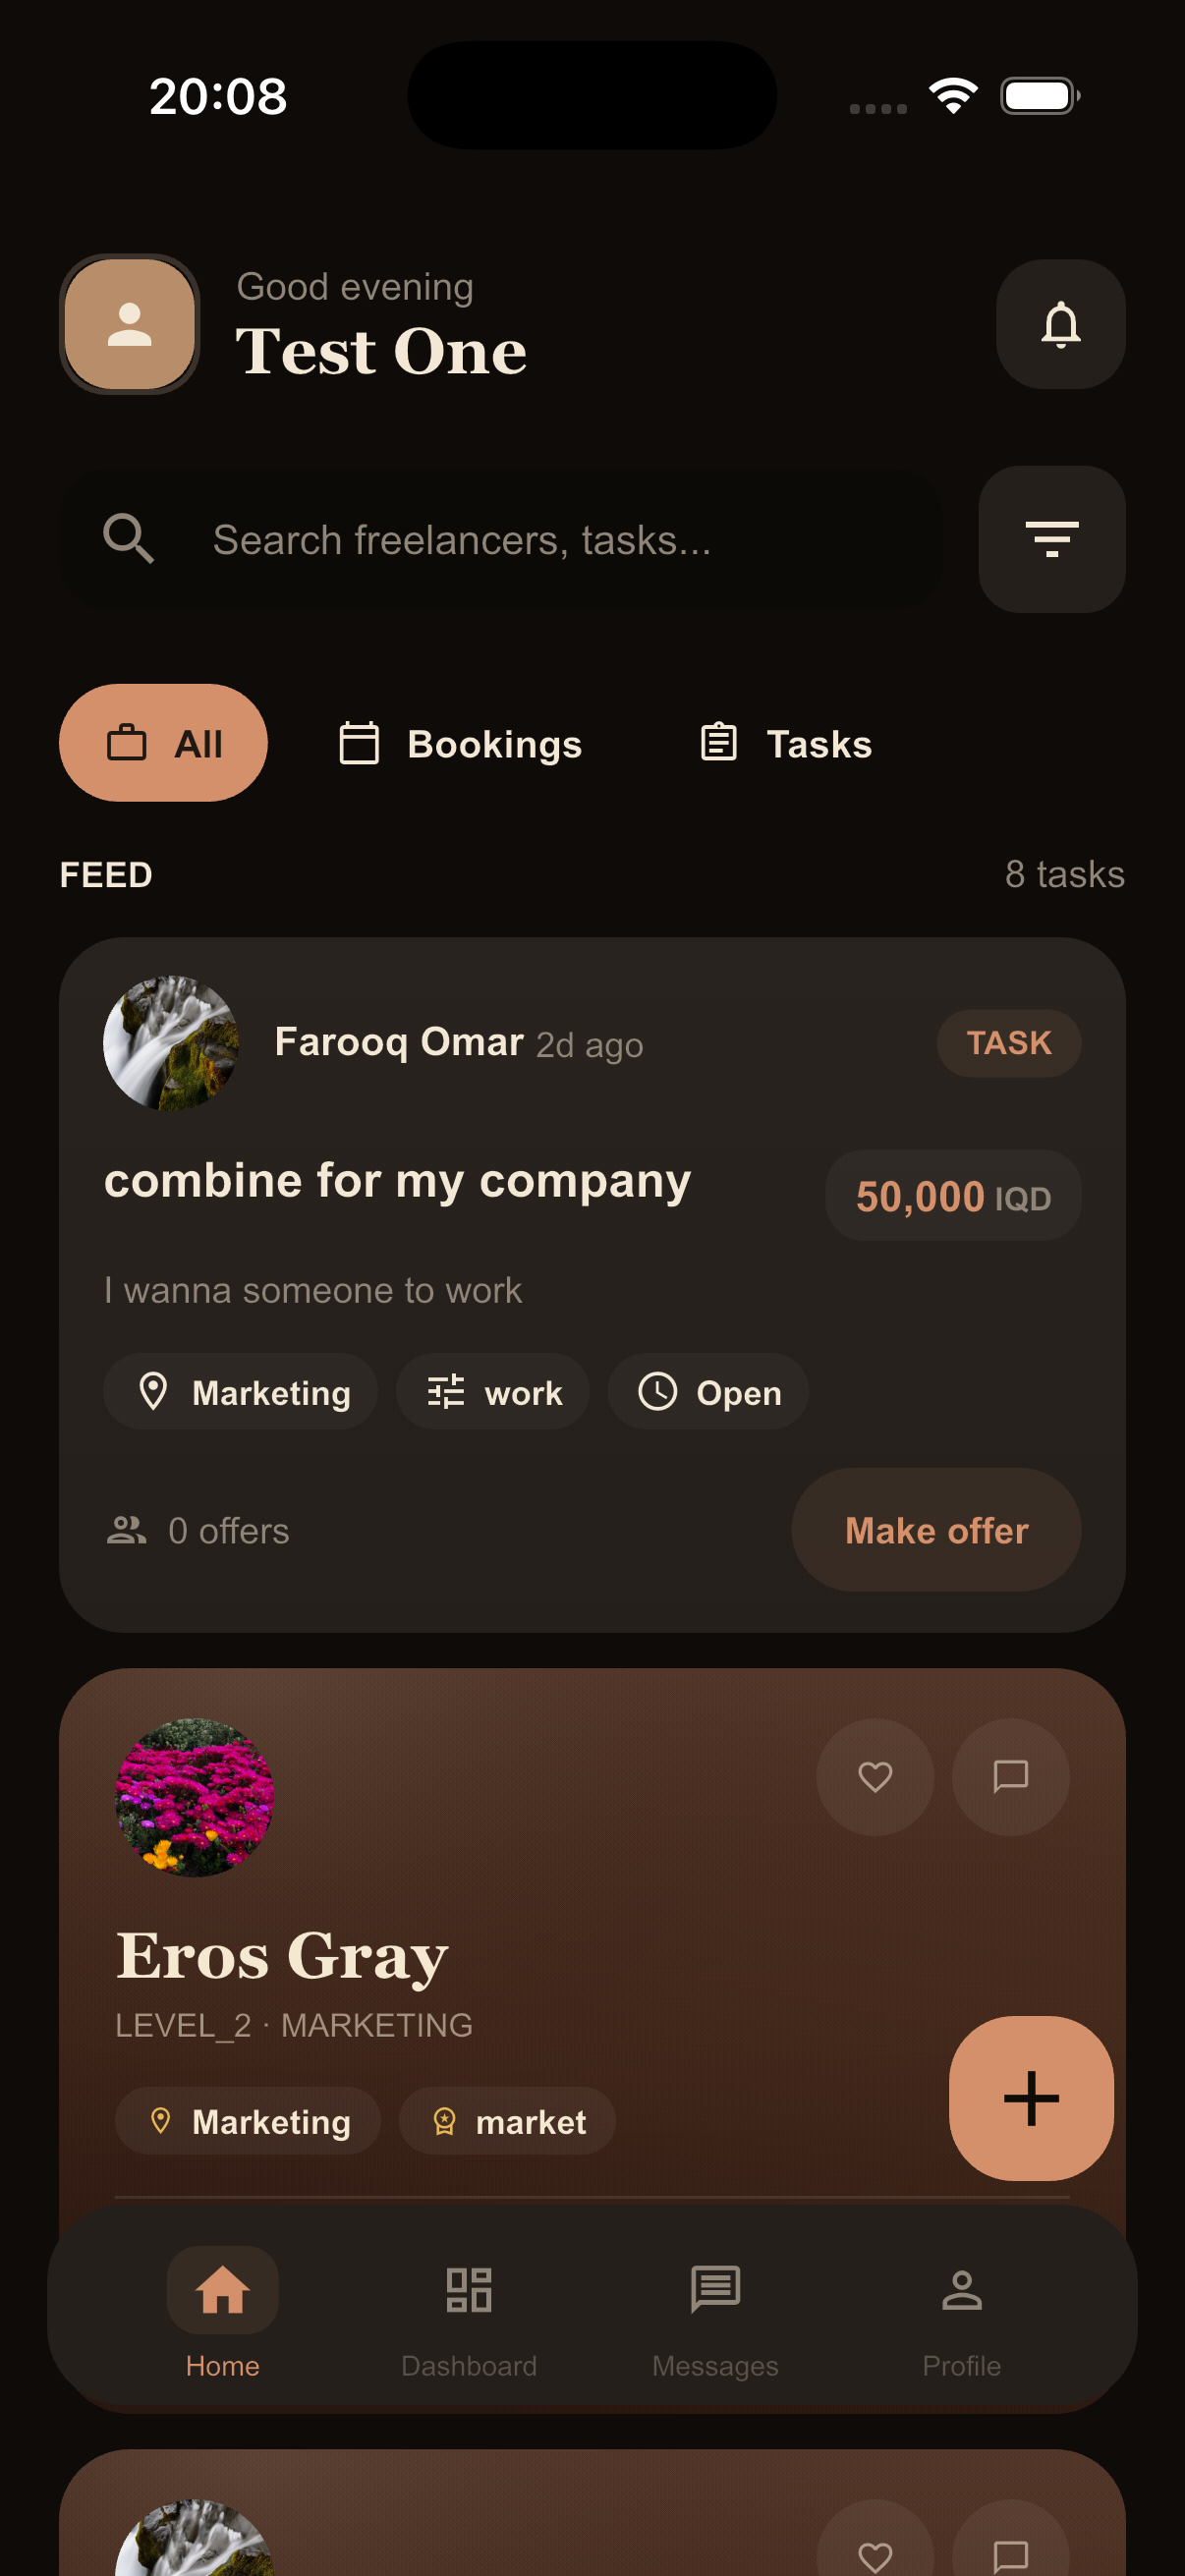 20:08
Good evening
Test One
Search freelancers, tasks...
All Bookings Tasks
FEED 8 tasks
Farooq Omar 2d ago TASK
combine for my company 50,000 IQD
I wanna someone to work
Marketing work Open
0 offers Make offer
Eros Gray
LEVEL_2 · MARKETING
Marketing market
Home Dashboard Messages Profile